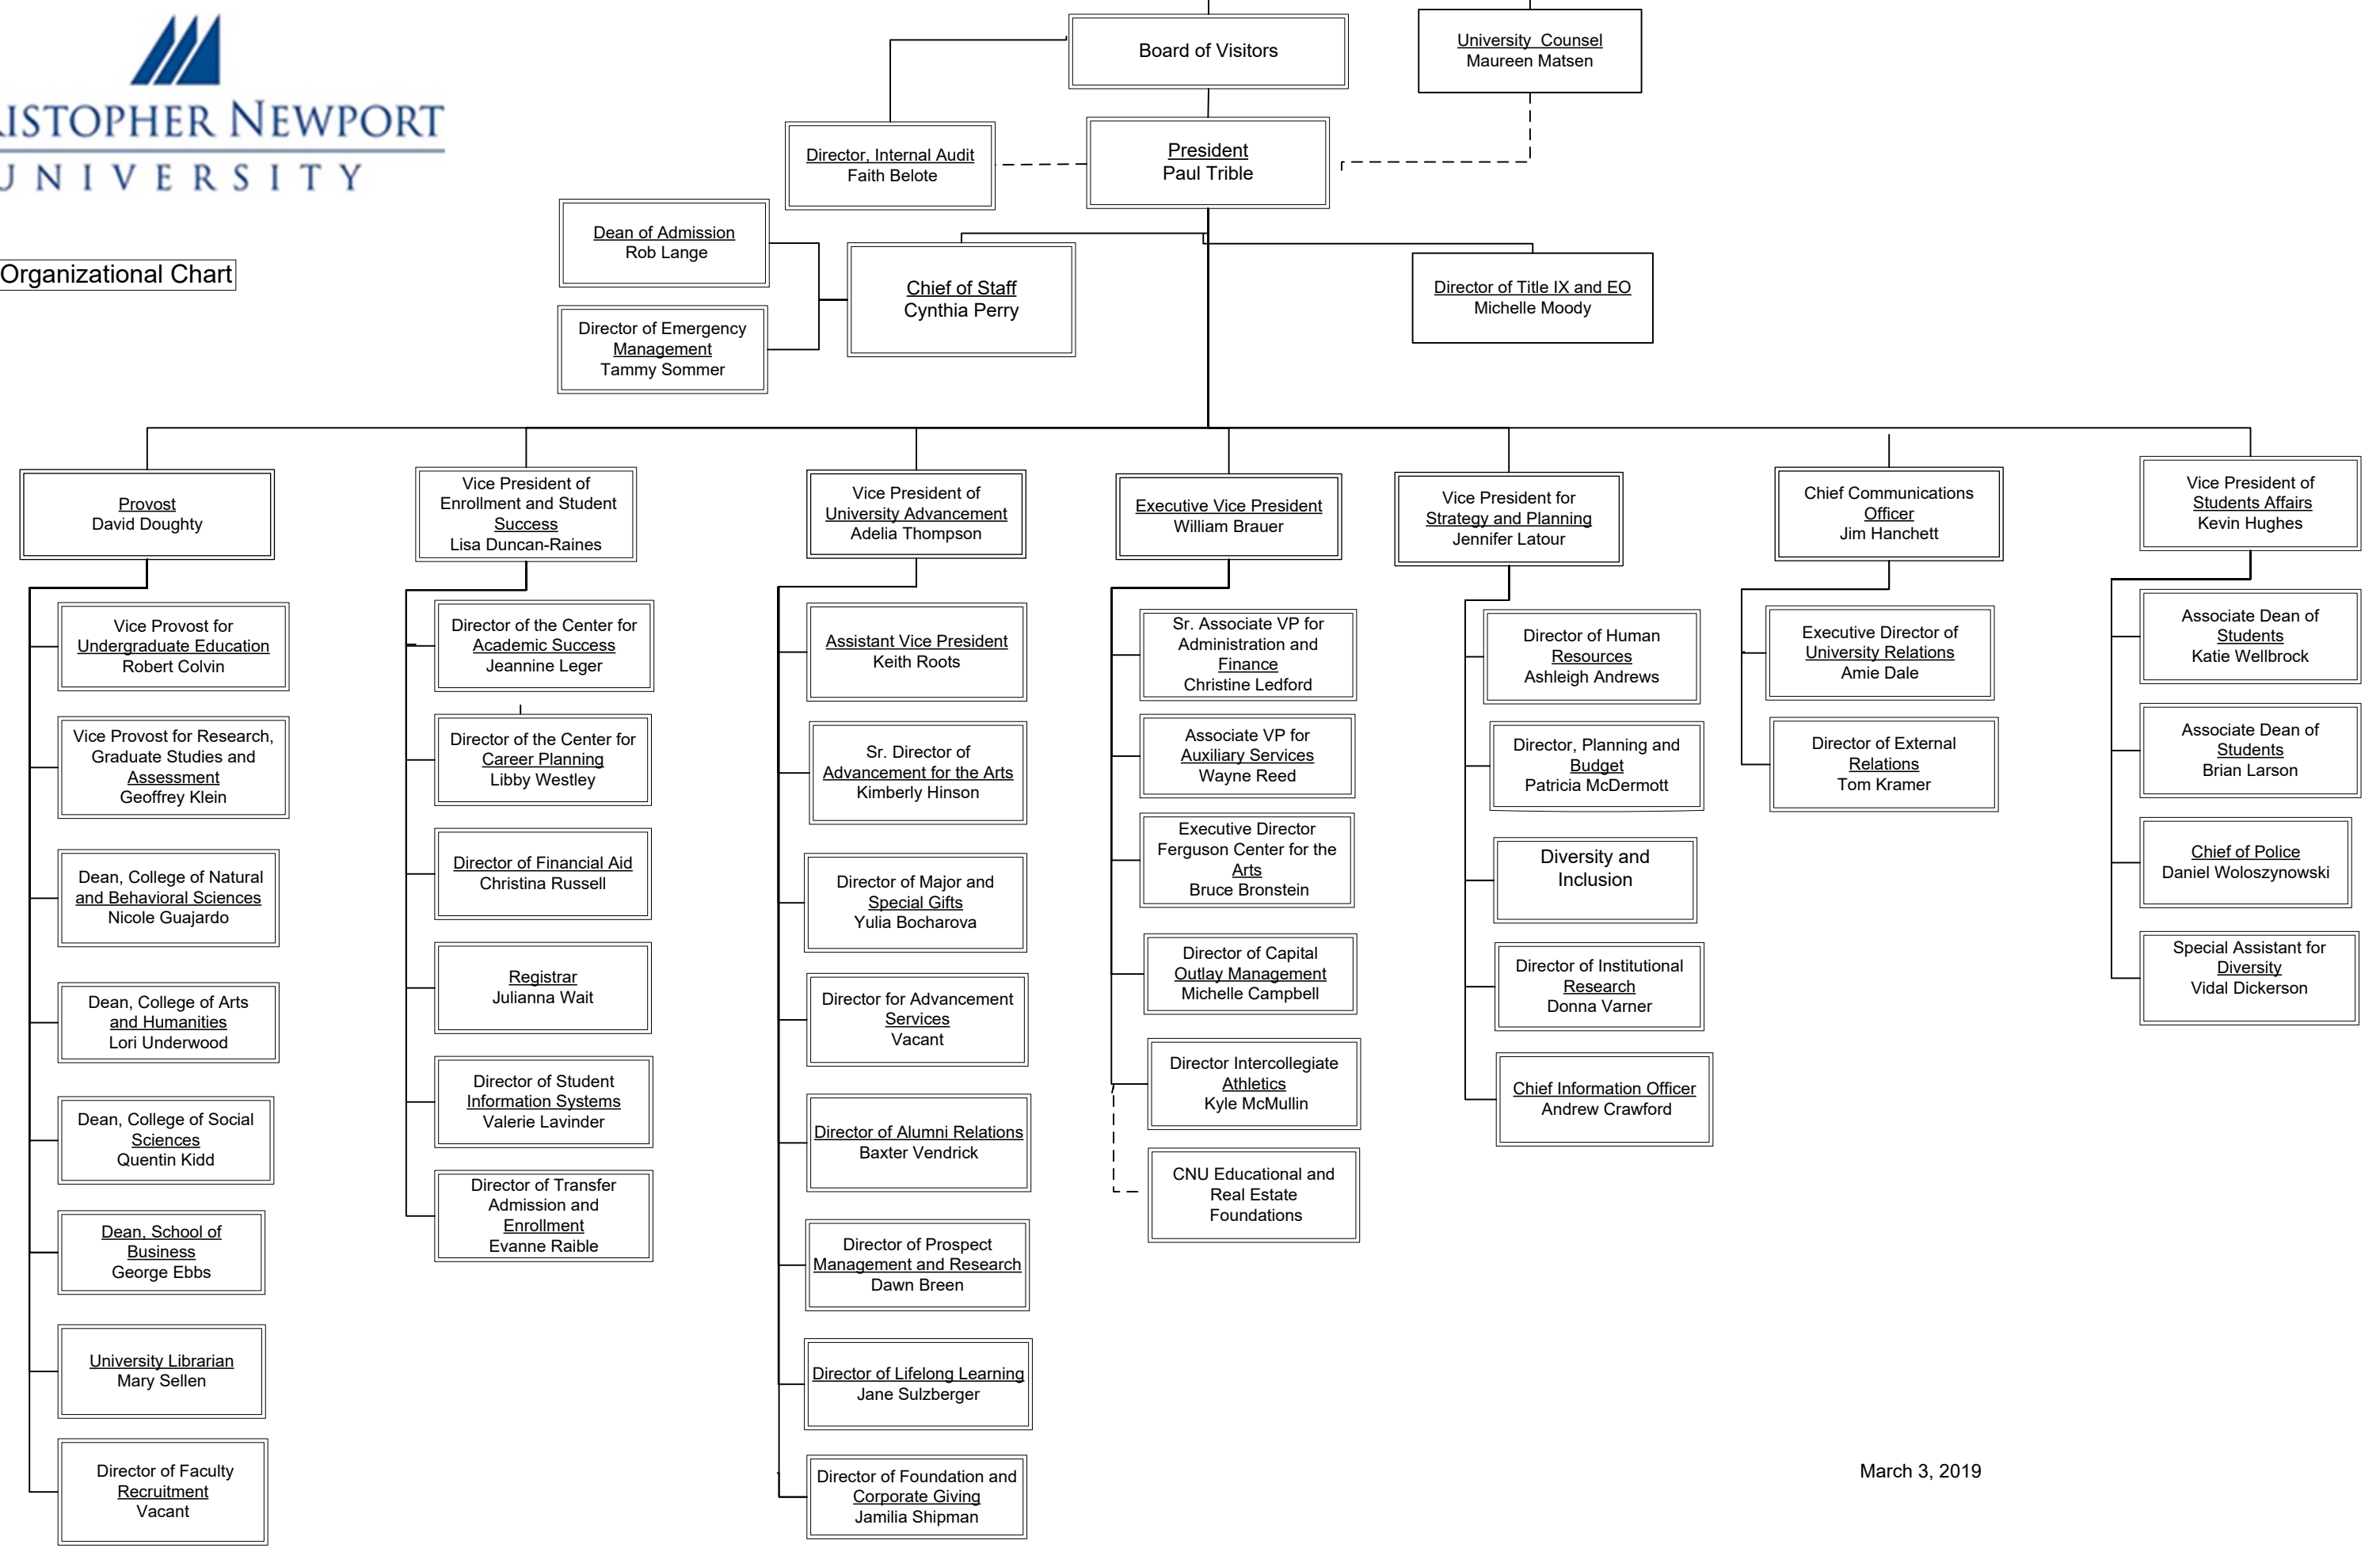 Board of Visitors
University  Counsel
Maureen Matsen
RISTOPHER NEWPORT
UNIVERSITY
Director, Internal Audit
Faith Belote
President
Paul Trible
Dean of Admission
Rob Lange
Organizational Chart
Chief of Staff
Cynthia Perry
Director of Title IX and EO
Michelle Moody
Director of Emergency
Management
Tammy Sommer
Provost
David Doughty
Vice President of
Enrollment and Student
Success
Lisa Duncan-Raines
Vice President of
University Advancement
Adelia Thompson
Executive Vice President
William Brauer
Vice President for
Strategy and Planning
Jennifer Latour
Chief Communications
Officer
Jim Hanchett
Vice President of
Students Affairs
Kevin Hughes
Vice Provost for
Undergraduate Education
Robert Colvin
Vice Provost for Research,
Graduate Studies and
Assessment
Geoffrey Klein
Dean, College of Natural
and Behavioral Sciences
Nicole Guajardo
Dean, College of Arts
and Humanities
Lori Underwood
Dean, College of Social
Sciences
Quentin Kidd
Dean, School of
Business
George Ebbs
University Librarian
Mary Sellen
Director of Faculty
Recruitment
Vacant
Director of the Center for
Academic Success
Jeannine Leger
Director of the Center for
Career Planning
Libby Westley
Director of Financial Aid
Christina Russell
Registrar
Julianna Wait
Director of Student
Information Systems
Valerie Lavinder
Director of Transfer
Admission and
Enrollment
Evanne Raible
Assistant Vice President
Keith Roots
Sr. Director of
Advancement for the Arts
Kimberly Hinson
Director of Major and
Special Gifts
Yulia Bocharova
Director for Advancement
Services
Vacant
Director of Alumni Relations
Baxter Vendrick
Director of Prospect
Management and Research
Dawn Breen
Director of Lifelong Learning
Jane Sulzberger
Director of Foundation and
Corporate Giving
Jamilia Shipman
Sr. Associate VP for
Administration and
Finance
Christine Ledford
Associate VP for
Auxiliary Services
Wayne Reed
Executive Director
Ferguson Center for the
Arts
Bruce Bronstein
Director of Capital
Outlay Management
Michelle Campbell
Director Intercollegiate
Athletics
Kyle McMullin
CNU Educational and
Real Estate
Foundations
Director of Human
Resources
Ashleigh Andrews
Director, Planning and
Budget
Patricia McDermott
Diversity and
Inclusion
Director of Institutional
Research
Donna Varner
Chief Information Officer
Andrew Crawford
Executive Director of
University Relations
Amie Dale
Director of External
Relations
Tom Kramer
Associate Dean of
Students
Katie Wellbrock
Associate Dean of
Students
Brian Larson
Chief of Police
Daniel Woloszynowski
Special Assistant for
Diversity
Vidal Dickerson
March 3, 2019